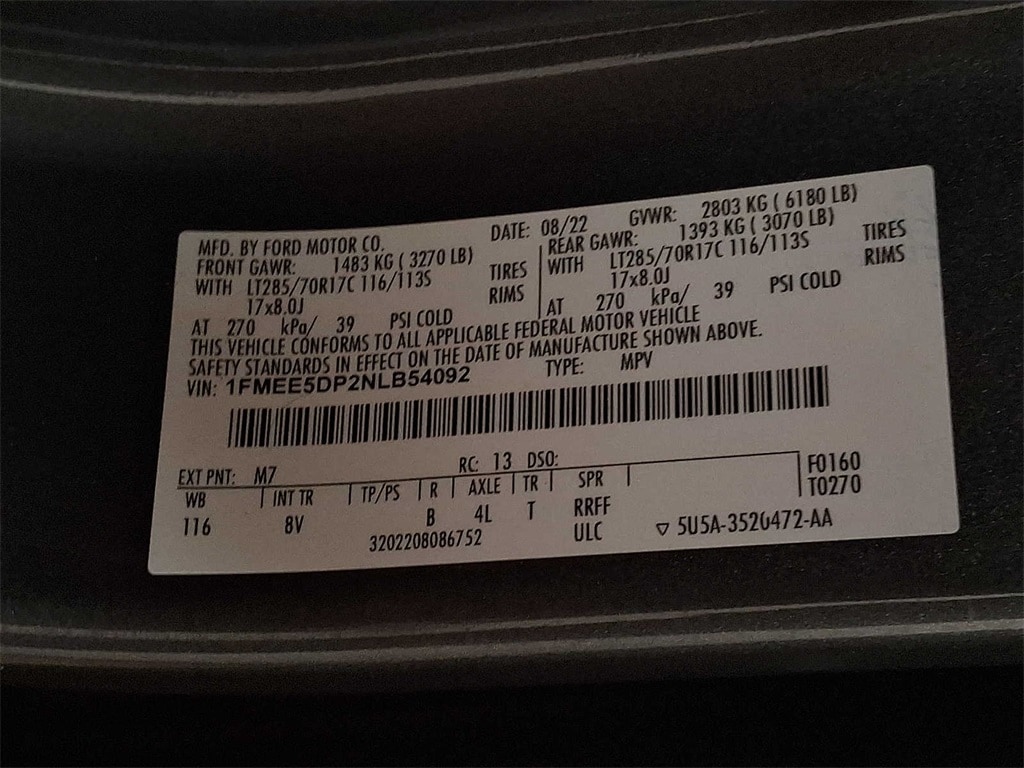 MFD. BY FORD MOTOR CO. DATE: 08/22 GVWR: 2803 KG ( 6180 LB)
FRONT GAWR: 1483 KG ( 3270 LB) REAR GAWR: 1393 KG ( 3070 LB)
WITH LT285/70R17C 116/113S TIRES WITH LT285/70R17C 116/113S TIRES
17x8.0J RIMS 17x8.0J RIMS
AT 270 kPa/ 39 PSI COLD AT 270 kPa/ 39 PSI COLD
THIS VEHICLE CONFORMS TO ALL APPLICABLE FEDERAL MOTOR VEHICLE
SAFETY STANDARDS IN EFFECT ON THE DATE OF MANUFACTURE SHOWN ABOVE.
VIN: 1FMEE5DP2NLB54092 TYPE: MPV
EXT PNT: M7 RC: 13 DSO: F0160
WB INT TR TP/PS R AXLE TR SPR T0270
116 8V B 4L T RRFF
3202208086752 ULC ▽ 5U5A-3520472-AA